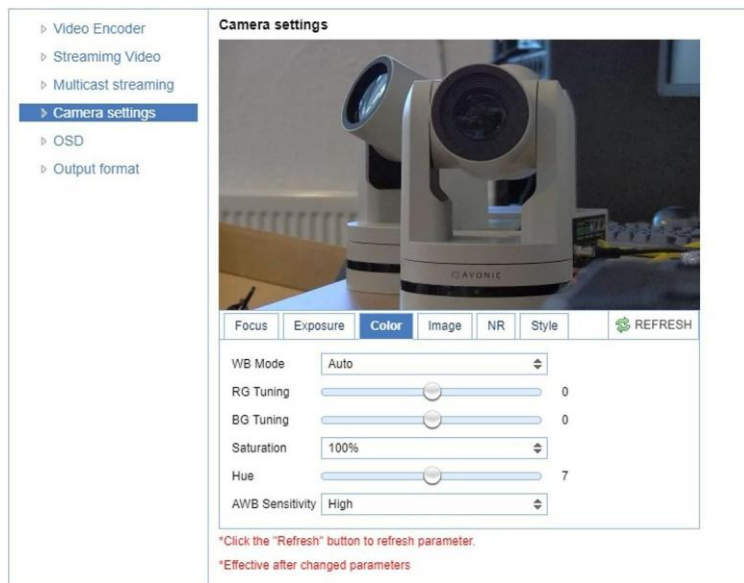 Video Encoder
Streamimg Video
Multicast streaming
Camera settings
OSD
Output format
Camera settings
AVONIC
Focus Exposure Color Image NR Style REFRESH
WB Mode Auto
RG Tuning 0
BG Tuning 0
Saturation 100%
Hue 7
AWB Sensitivity High
*Click the "Refresh" button to refresh parameter.
*Effective after changed parameters